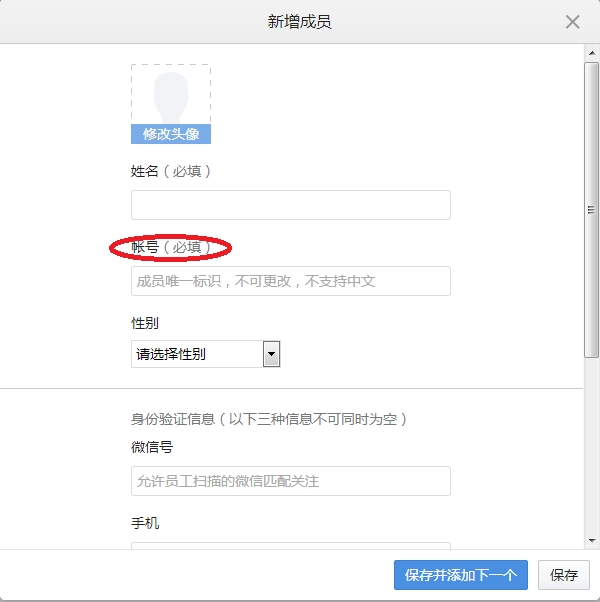 新增成员
修改头像
姓名（必填）
帐号（必填）
成员唯一标识，不可更改，不支持中文
性别
请选择性别
身份验证信息（以下三种信息不可同时为空）
微信号
允许员工扫描的微信匹配关注
手机
保存并添加下一个
保存